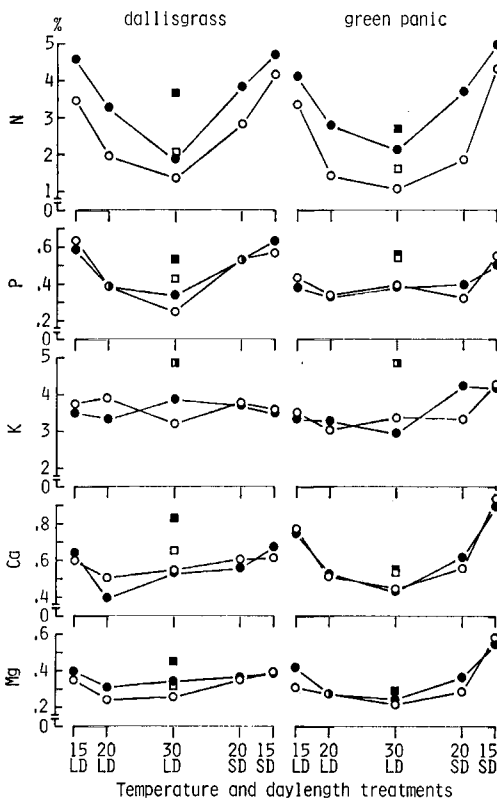 dallisgrass green panic
%
5
4
N 3
2
1
0
.6
P .4
.2
0
5
4
K 3
2
0
.8
Ca .6
.4
0
.6
Mg .4
.2
0
15 20 30 20 15 15 20 30 20 15
LD LD LD SD SD LD LD LD SD SD
Temperature and daylength treatments